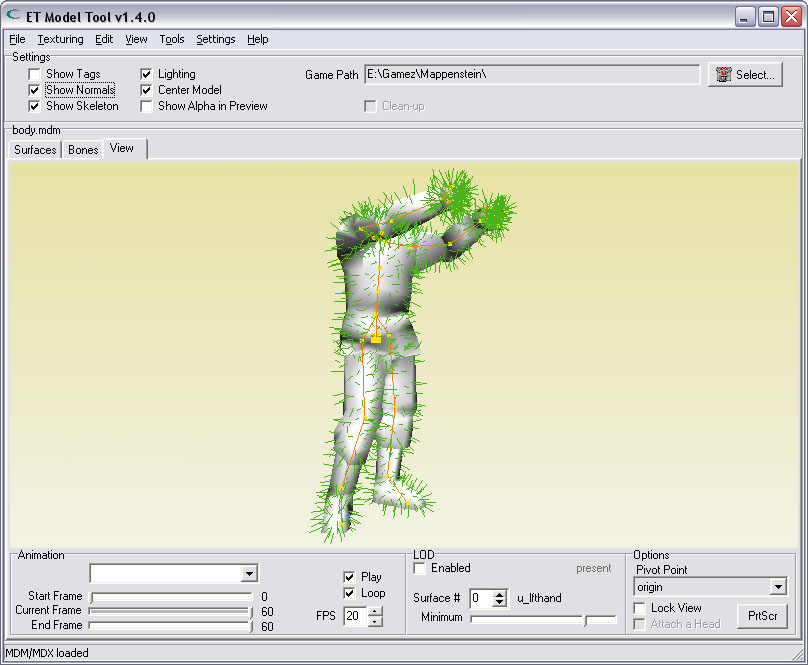 ET Model Tool v1.4.0
File Texturing Edit View Tools Settings Help
Settings
Show Tags Lighting Game Path E:\Gamez\Mappenstein\ Select...
Show Normals Center Model
Show Skeleton Show Alpha in Preview Clean-up
body.mdm
Surfaces Bones View
Animation LOD Options
Enabled present Pivot Point
Play origin
Start Frame 0 Loop Surface # 0 u_lfthand Lock View
Current Frame 60 FPS 20 Minimum Attach a Head PrtScr
End Frame 60
MDM/MDX loaded